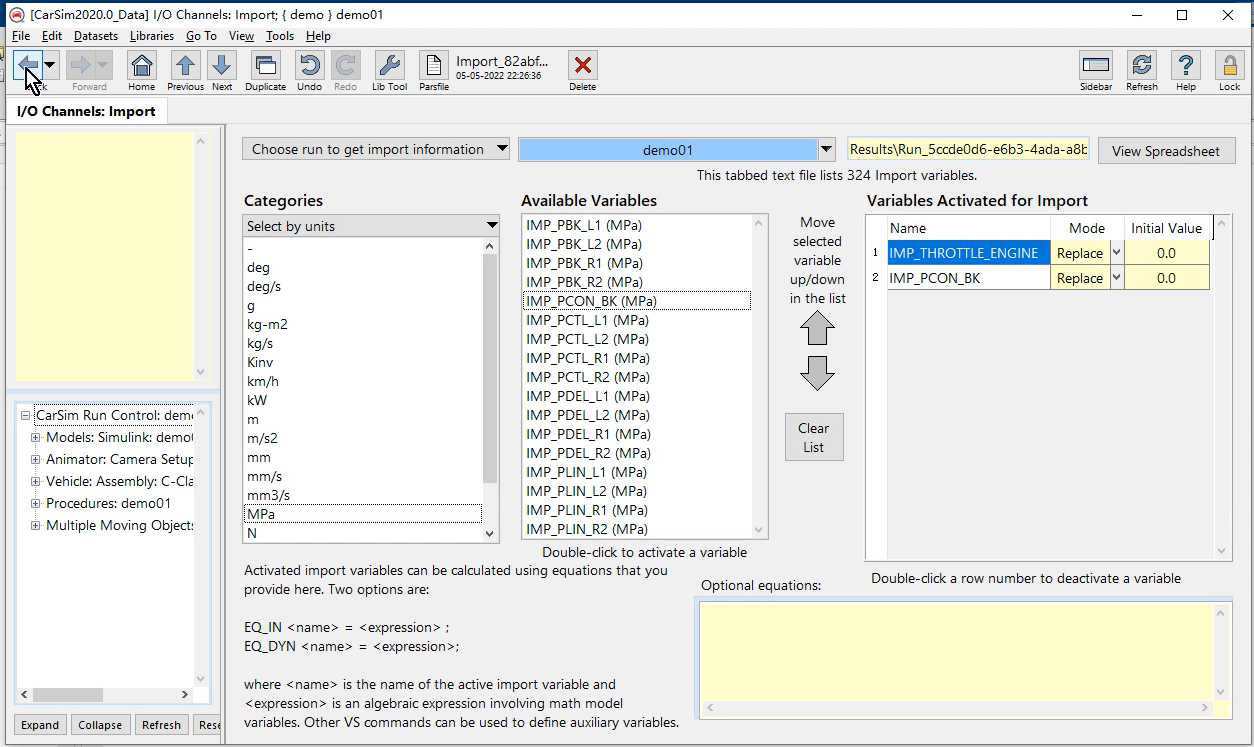 [CarSim2020.0_Data] I/O Channels: Import; { demo } demo01
File Edit Datasets Libraries Go To View Tools Help
Forward Home Previous Next Duplicate Undo Redo Lib Tool Parsfile
Import_82abf...
05-05-2022 22:26:36
Delete Sidebar Refresh Help Lock
I/O Channels: Import
Choose run to get import information
demo01
Results\Run_5ccde0d6-e6b3-4ada-a8b
View Spreadsheet
This tabbed text file lists 324 Import variables.
CarSim Run Control: dem
Models: Simulink: demo
Animator: Camera Setup
Vehicle: Assembly: C-Cla
Procedures: demo01
Multiple Moving Objects
Expand Collapse Refresh Rese
Categories
Select by units
-
deg
deg/s
g
kg-m2
kg/s
Kinv
km/h
kW
m
m/s2
mm
mm/s
mm3/s
MPa
N
Available Variables
IMP_PBK_L1 (MPa)
IMP_PBK_L2 (MPa)
IMP_PBK_R1 (MPa)
IMP_PBK_R2 (MPa)
IMP_PCON_BK (MPa)
IMP_PCTL_L1 (MPa)
IMP_PCTL_L2 (MPa)
IMP_PCTL_R1 (MPa)
IMP_PCTL_R2 (MPa)
IMP_PDEL_L1 (MPa)
IMP_PDEL_L2 (MPa)
IMP_PDEL_R1 (MPa)
IMP_PDEL_R2 (MPa)
IMP_PLIN_L1 (MPa)
IMP_PLIN_L2 (MPa)
IMP_PLIN_R1 (MPa)
IMP_PLIN_R2 (MPa)
Double-click to activate a variable
Move
selected
variable
up/down
in the list
Clear
List
Variables Activated for Import
Name Mode Initial Value
1 IMP_THROTTLE_ENGINE Replace 0.0
2 IMP_PCON_BK Replace 0.0
Double-click a row number to deactivate a variable
Activated import variables can be calculated using equations that you
provide here. Two options are:
EQ_IN <name> = <expression> ;
EQ_DYN <name> = <expression>;
where <name> is the name of the active import variable and
<expression> is an algebraic expression involving math model
variables. Other VS commands can be used to define auxiliary variables.
Optional equations: